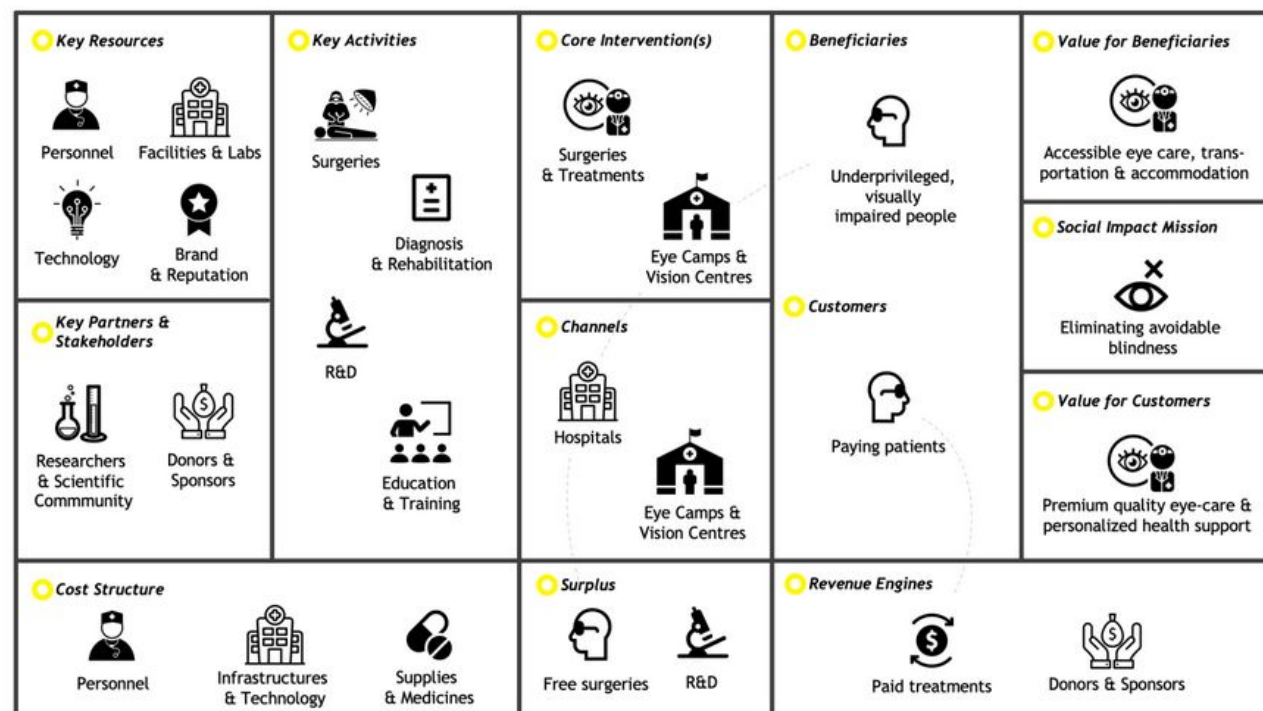 Key Resources
Personnel
Facilities & Labs
Technology
Brand
& Reputation
Key Partners &
Stakeholders
Researchers
& Scientific
Commmunity
Donors &
Sponsors
Key Activities
Surgeries
Diagnosis
& Rehabilitation
R&D
Education
& Training
Core Intervention(s)
Surgeries
& Treatments
Eye Camps &
Vision Centres
Channels
Hospitals
Eye Camps &
Vision Centres
Beneficiaries
Underprivileged,
visually
impaired people
Customers
Paying patients
Value for Beneficiaries
Accessible eye care, trans-
portation & accommodation
Social Impact Mission
Eliminating avoidable
blindness
Value for Customers
Premium quality eye-care &
personalized health support
Cost Structure
Personnel
Infrastructures
& Technology
Supplies
& Medicines
Surplus
Free surgeries
R&D
Revenue Engines
Paid treatments
Donors & Sponsors